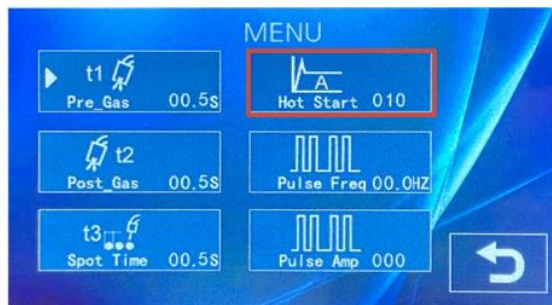 MENU
t1
Pre_Gas 00.5S
A
Hot Start 010
t2
Post_Gas 00.5S
Pulse Freq 00.0HZ
t3
Spot Time 00.5S
Pulse Amp 000